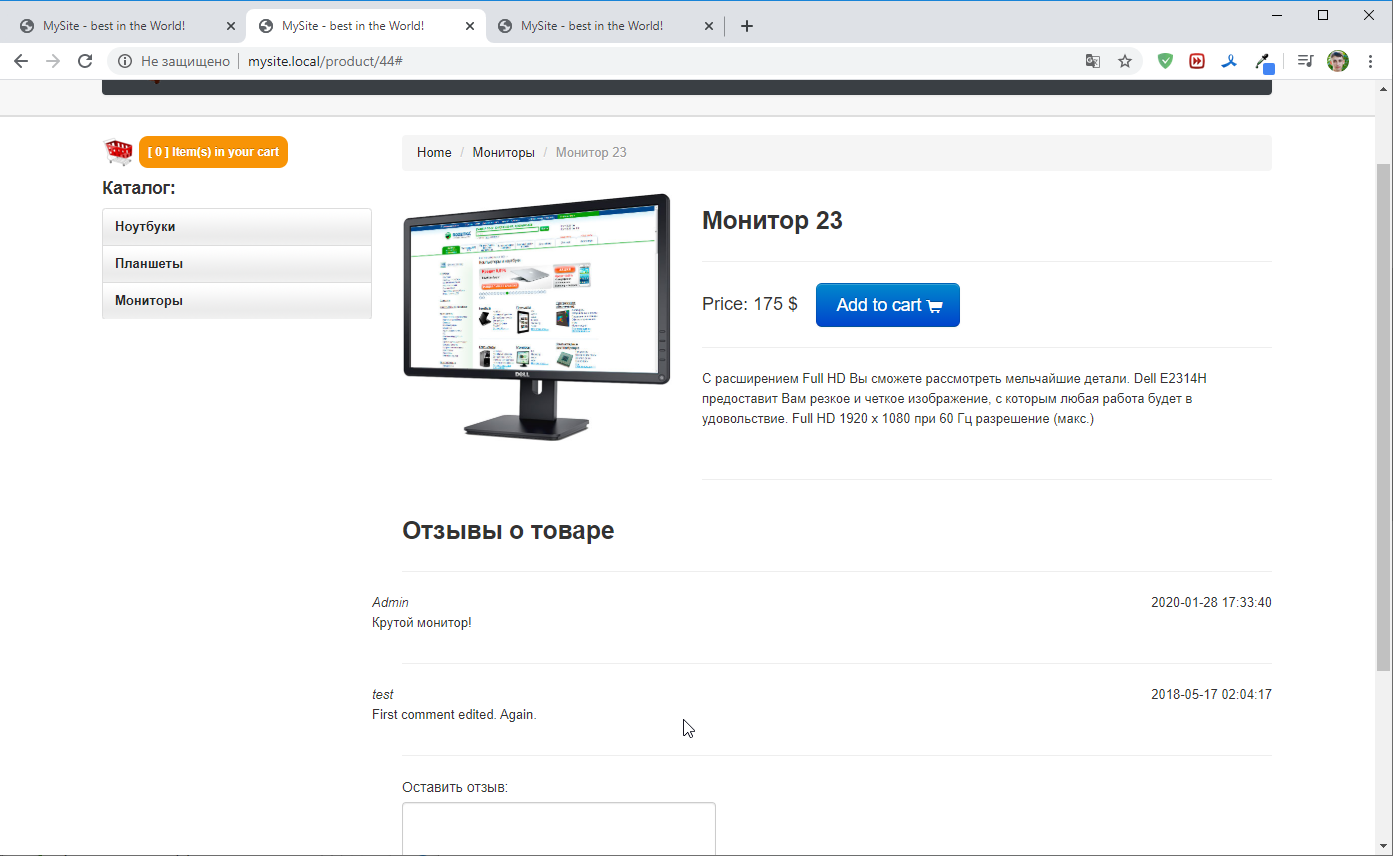 MySite - best in the World!
MySite - best in the World!
MySite - best in the World!
Не защищено
mysite.local/product/44#
[ 0 ] Item(s) in your cart
Каталог:
Ноутбуки
Планшеты
Мониторы
Home / Мониторы / Монитор 23
DELL
Монитор 23
Price: 175 $
Add to cart
С расширением Full HD Вы сможете рассмотреть мельчайшие детали. Dell E2314H
предоставит Вам резкое и четкое изображение, с которым любая работа будет в
удовольствие. Full HD 1920 x 1080 при 60 Гц разрешение (макс.)
Отзывы о товаре
Admin
2020-01-28 17:33:40
Крутой монитор!
test
2018-05-17 02:04:17
First comment edited. Again.
Оставить отзыв: